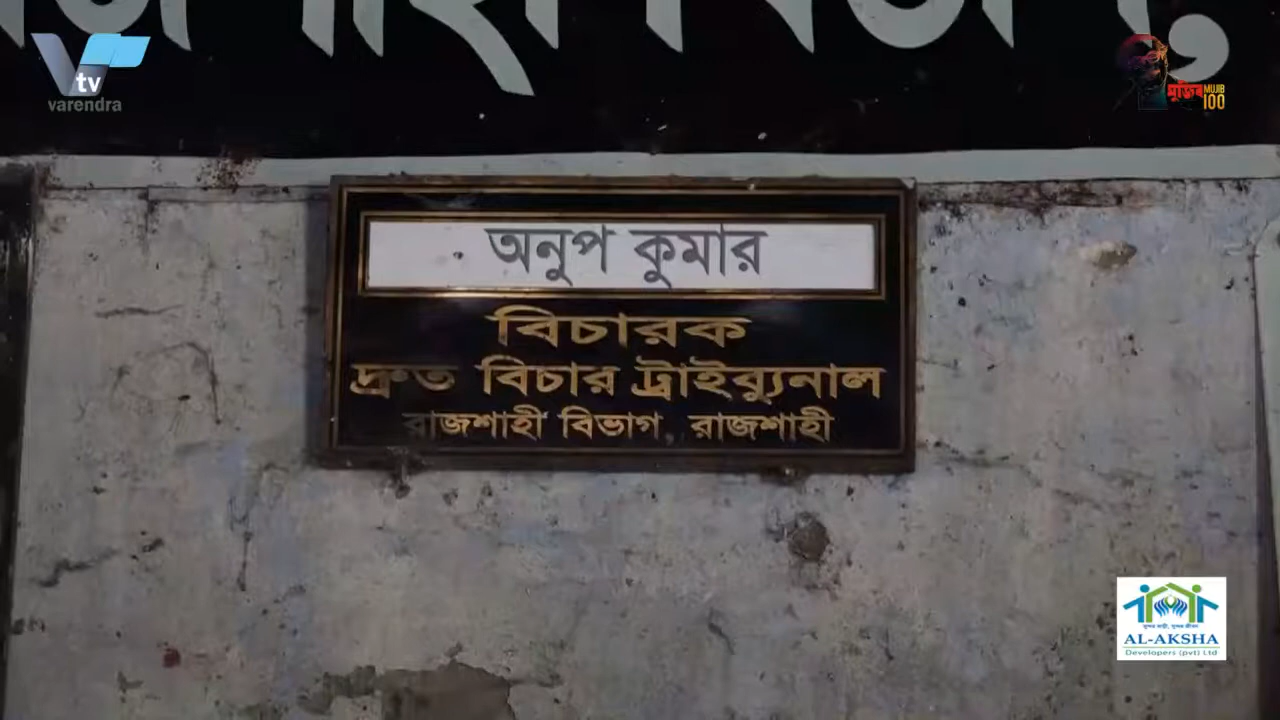 tv
varendra
মুজিব MUJIB
100
অনুপ কুমার
বিচারক
দ্রুত বিচার ট্রাইব্যুনাল
রাজশাহী বিভাগ, রাজশাহী
AL-AKSHA
Developers (pvt) Ltd